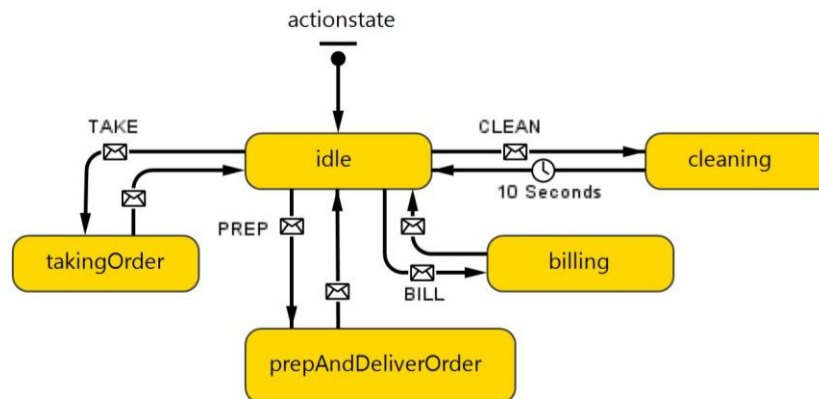 actionstate
TAKE
CLEAN
idle
cleaning
10 Seconds
PREP
takingOrder
billing
BILL
prepAndDeliverOrder